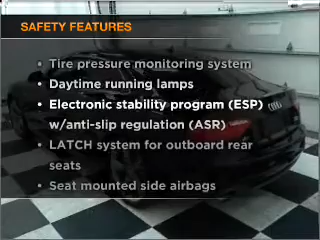 SAFETY FEATURES
• Tire pressure monitoring system
• Daytime running lamps
• Electronic stability program (ESP)
w/anti-slip regulation (ASR)
• LATCH system for outboard rear
seats
• Seat mounted side airbags